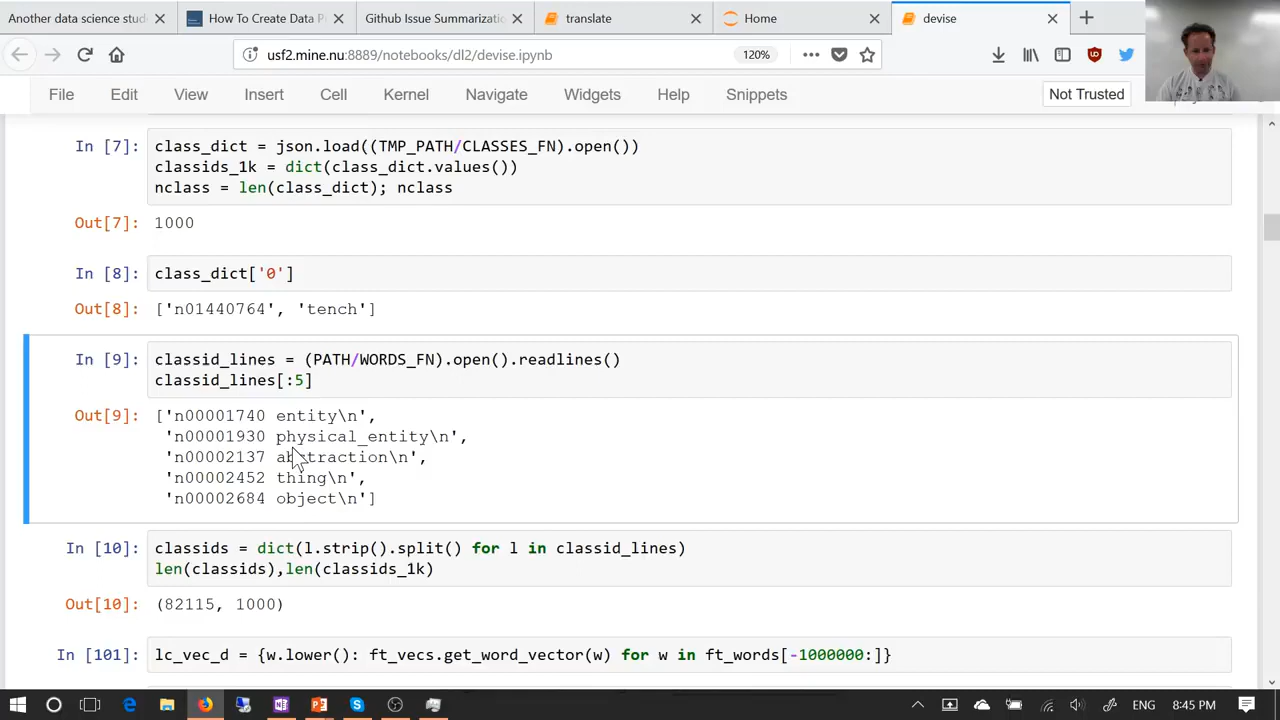 Another data science stud
How To Create Data P
Github Issue Summarizatio
translate
Home
devise
usf2.mine.nu:8889/notebooks/dl2/devise.ipynb
120%
File Edit View Insert Cell Kernel Navigate Widgets Help Snippets
Not Trusted
In [7]: class_dict = json.load((TMP_PATH/CLASSES_FN).open())
classids_1k = dict(class_dict.values())
nclass = len(class_dict); nclass
Out[7]: 1000
In [8]: class_dict['0']
Out[8]: ['n01440764', 'tench']
In [9]: classid_lines = (PATH/WORDS_FN).open().readlines()
classid_lines[:5]
Out[9]: ['n00001740 entity\n',
'n00001930 physical_entity\n',
'n00002137 abstraction\n',
'n00002452 thing\n',
'n00002684 object\n']
In [10]: classids = dict(l.strip().split() for l in classid_lines)
len(classids),len(classids_1k)
Out[10]: (82115, 1000)
In [101]: lc_vec_d = {w.lower(): ft_vecs.get_word_vector(w) for w in ft_words[-1000000:]}
ENG 8:45 PM